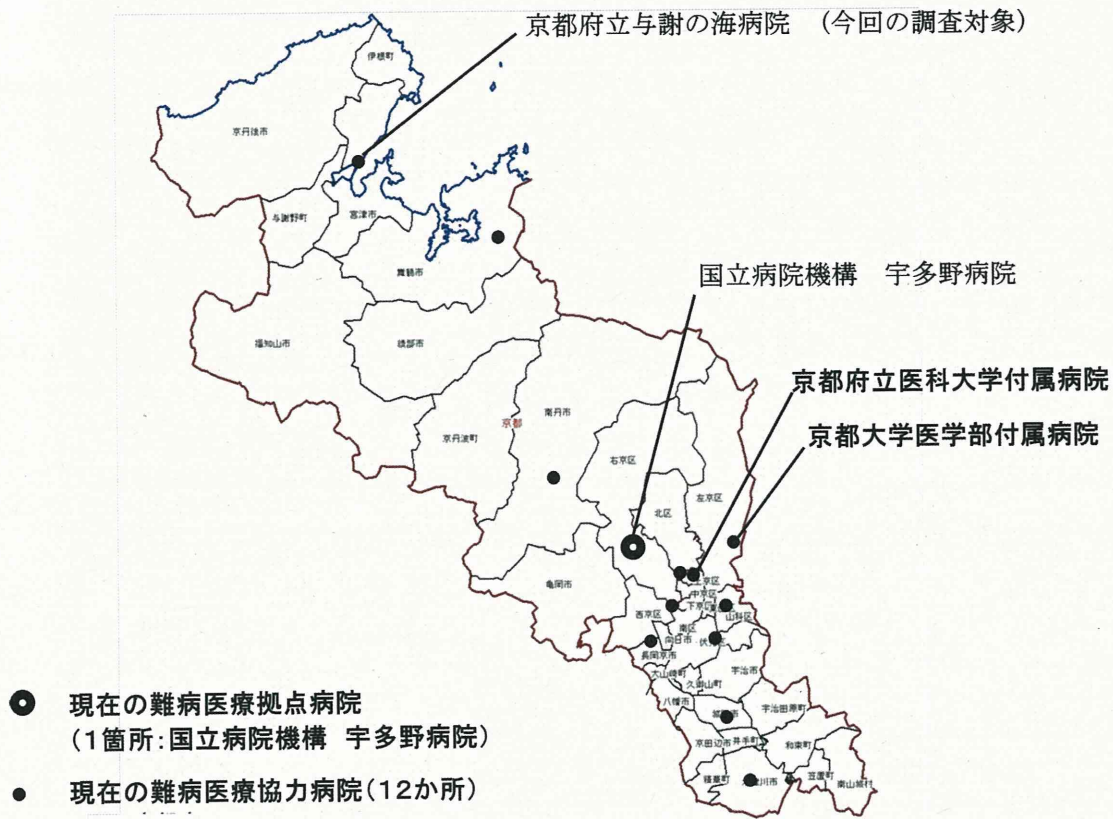 京都府立与謝の海病院 (今回の調査対象)
伊根町
京丹後市
与謝野町
宮津市
舞鶴市
国立病院機構 宇多野病院
福知山市
綾部市
京都府立医科大学付属病院
南丹市
京都
京丹波町
京都大学医学部付属病院
右京区
左京区
北区
亀岡市
上京区
中京区
西京区
下京区
山科区
南区
向日市
長岡京市
大山崎町
宇治市
久御山町
八幡市
宇治田原町
京田辺市
井手町
和束町
精華町
笠置町
南山城村
現在の難病医療拠点病院
(1箇所:国立病院機構 宇多野病院)
現在の難病医療協力病院(12か所)